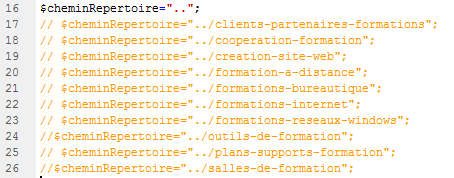 16 $cheminRepertoire="..";
17 // $cheminRepertoire="../clients-partenaires-formations";
18 // $cheminRepertoire="../cooperation-formation";
19 // $cheminRepertoire="../creation-site-web";
20 // $cheminRepertoire="../formation-a-distance";
21 // $cheminRepertoire="../formations-bureautique";
22 // $cheminRepertoire="../formations-internet";
23 // $cheminRepertoire="../formations-reseaux-windows";
24 //$cheminRepertoire="../outils-de-formation";
25 // $cheminRepertoire="../plans-supports-formation";
26 //$cheminRepertoire="../salles-de-formation";